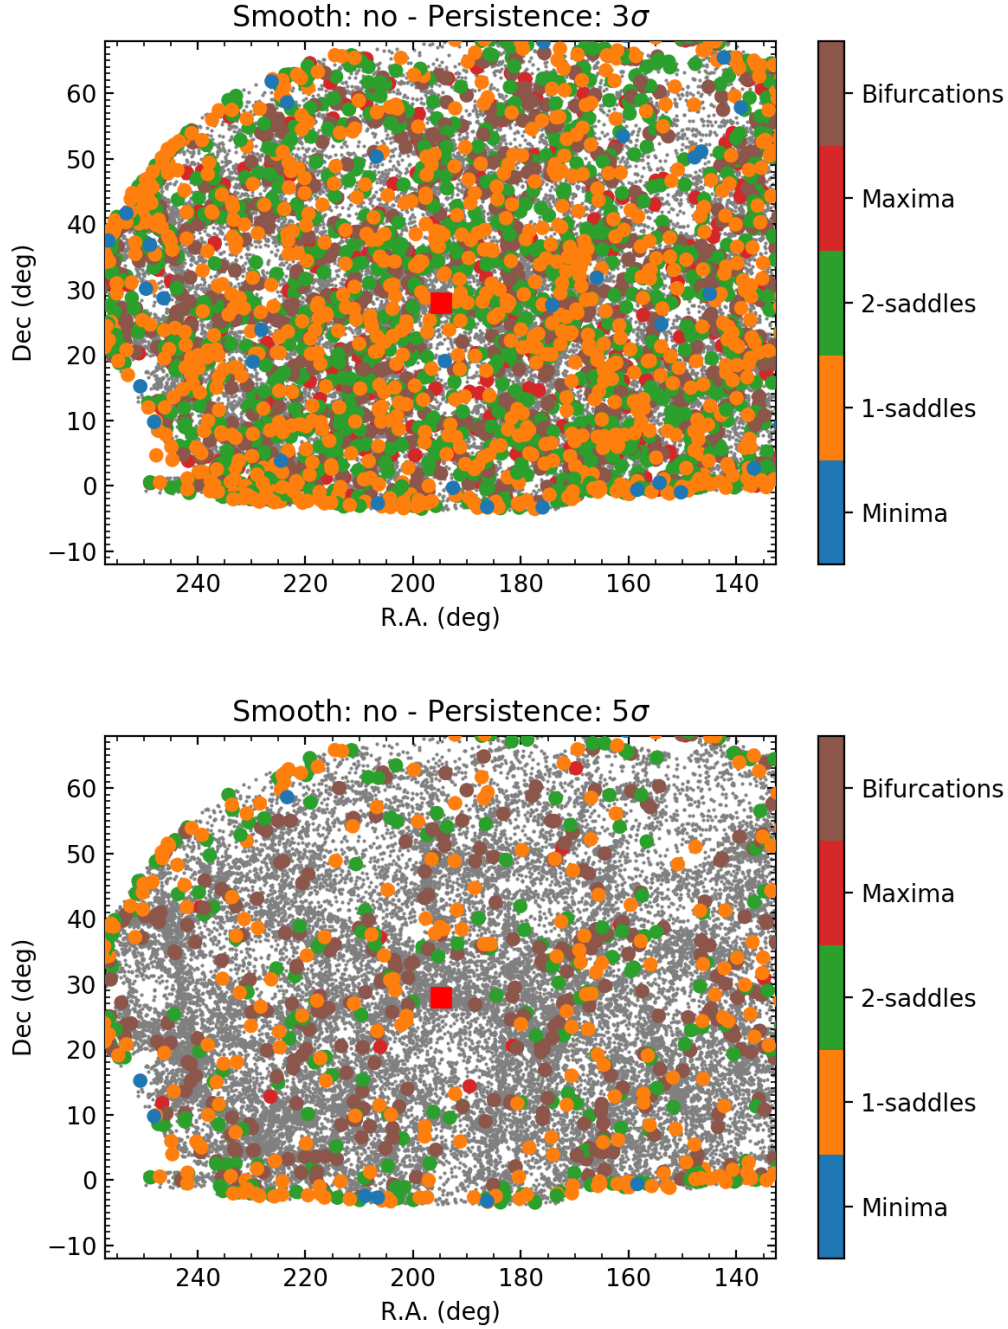 Smooth: no - Persistence: 3σ
Dec (deg)
60
50
40
30
20
10
0
−10
240 220 200 180 160 140
R.A. (deg)
Bifurcations
Maxima
2-saddles
1-saddles
Minima
Smooth: no - Persistence: 5σ
Dec (deg)
60
50
40
30
20
10
0
−10
240 220 200 180 160 140
R.A. (deg)
Bifurcations
Maxima
2-saddles
1-saddles
Minima